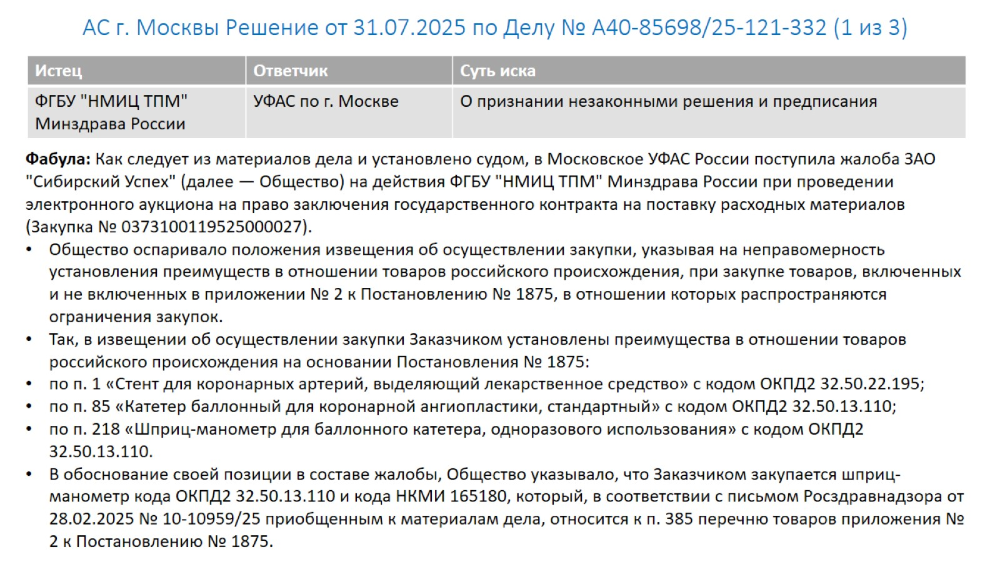 АС г. Москвы Решение от 31.07.2025 по Делу № А40-85698/25-121-332 (1 из 3)
Истец
Ответчик
Суть иска
ФГБУ "НМИЦ ТПМ"
Минздрава России
УФАС по г. Москве
О признании незаконными решения и предписания
Фабула: Как следует из материалов дела и установлено судом, в Московское УФАС России поступила жалоба ЗАО
"Сибирский Успех" (далее — Общество) на действия ФГБУ "НМИЦ ТПМ" Минздрава России при проведении
электронного аукциона на право заключения государственного контракта на поставку расходных материалов
(Закупка № 0373100119525000027).
• Общество оспаривало положения извещения об осуществлении закупки, указывая на неправомерность
установления преимуществ в отношении товаров российского происхождения, при закупке товаров, включенных
и не включенных в приложении № 2 к Постановлению № 1875, в отношении которых распространяются
ограничения закупок.
• Так, в извещении об осуществлении закупки Заказчиком установлены преимущества в отношении товаров
российского происхождения на основании Постановления № 1875:
• по п. 1 «Стент для коронарных артерий, выделяющий лекарственное средство» с кодом ОКПД2 32.50.22.195;
• по п. 85 «Катетер баллонный для коронарной ангиопластики, стандартный» с кодом ОКПД2 32.50.13.110;
• по п. 218 «Шприц-манометр для баллонного катетера, одноразового использования» с кодом ОКПД2
32.50.13.110.
• В обоснование своей позиции в составе жалобы, Общество указывало, что Заказчиком закупается шприц-
манометр кода ОКПД2 32.50.13.110 и кода НКМИ 165180, который, в соответствии с письмом Росздравнадзора от
28.02.2025 № 10-10959/25 приобщенным к материалам дела, относится к п. 385 перечню товаров приложения №
2 к Постановлению № 1875.